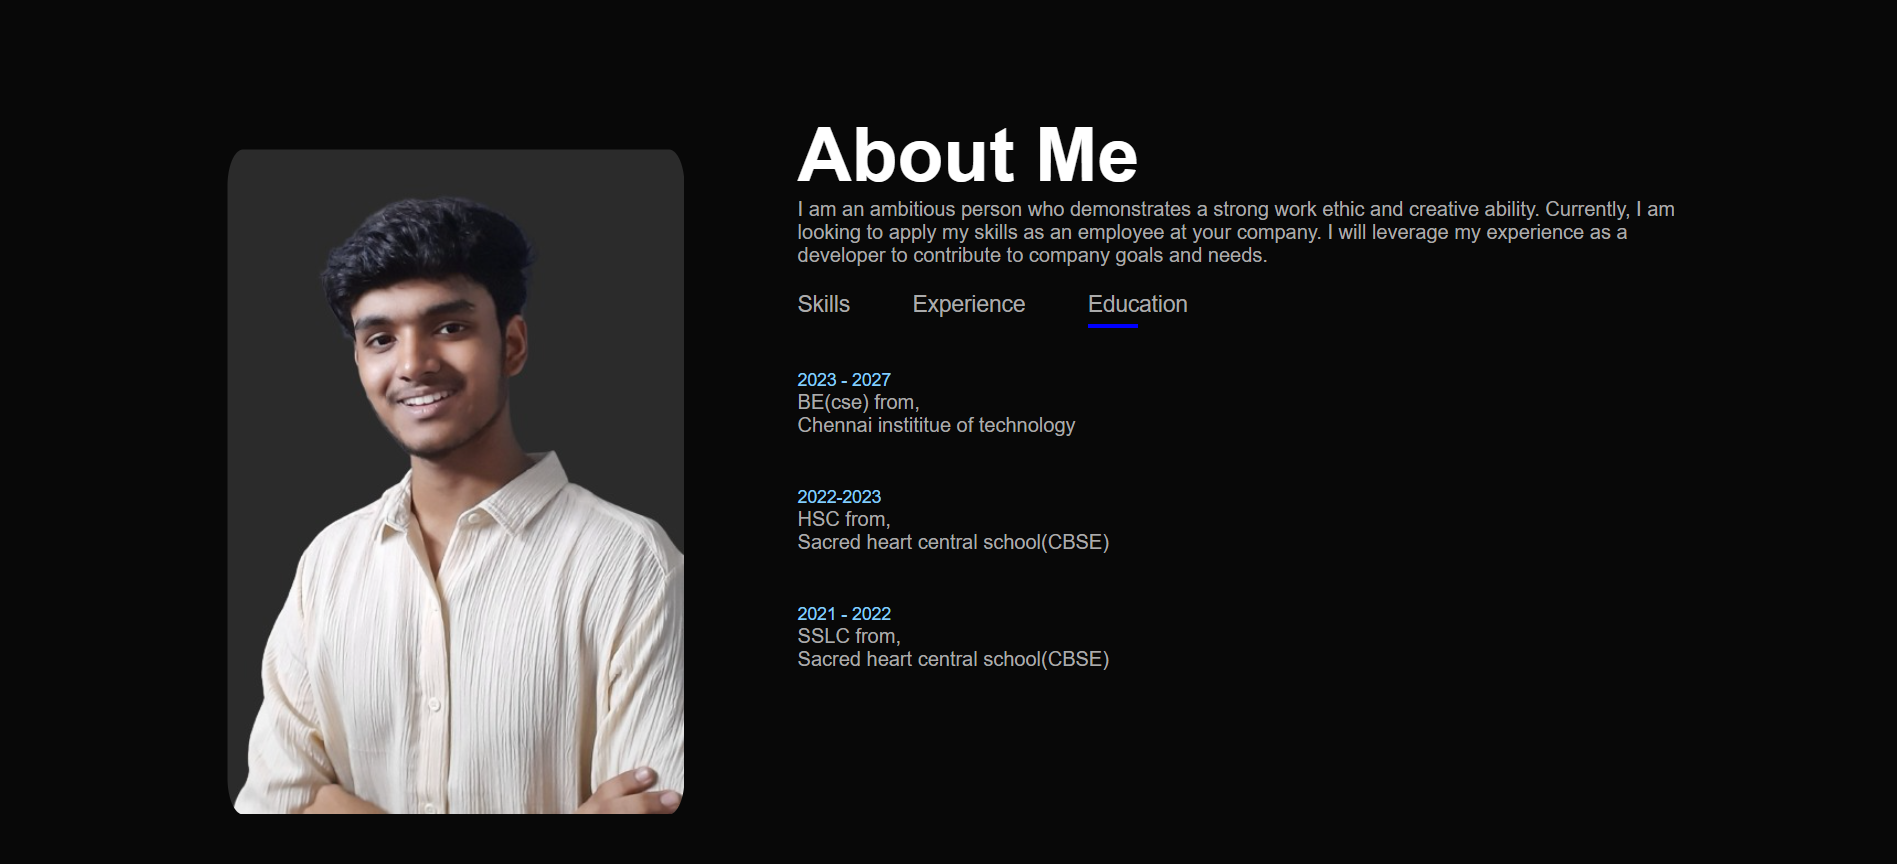 About Me
I am an ambitious person who demonstrates a strong work ethic and creative ability. Currently, I am
looking to apply my skills as an employee at your company. I will leverage my experience as a
developer to contribute to company goals and needs.
Skills Experience Education
2023 - 2027
BE(cse) from,
Chennai instititue of technology
2022-2023
HSC from,
Sacred heart central school(CBSE)
2021 - 2022
SSLC from,
Sacred heart central school(CBSE)